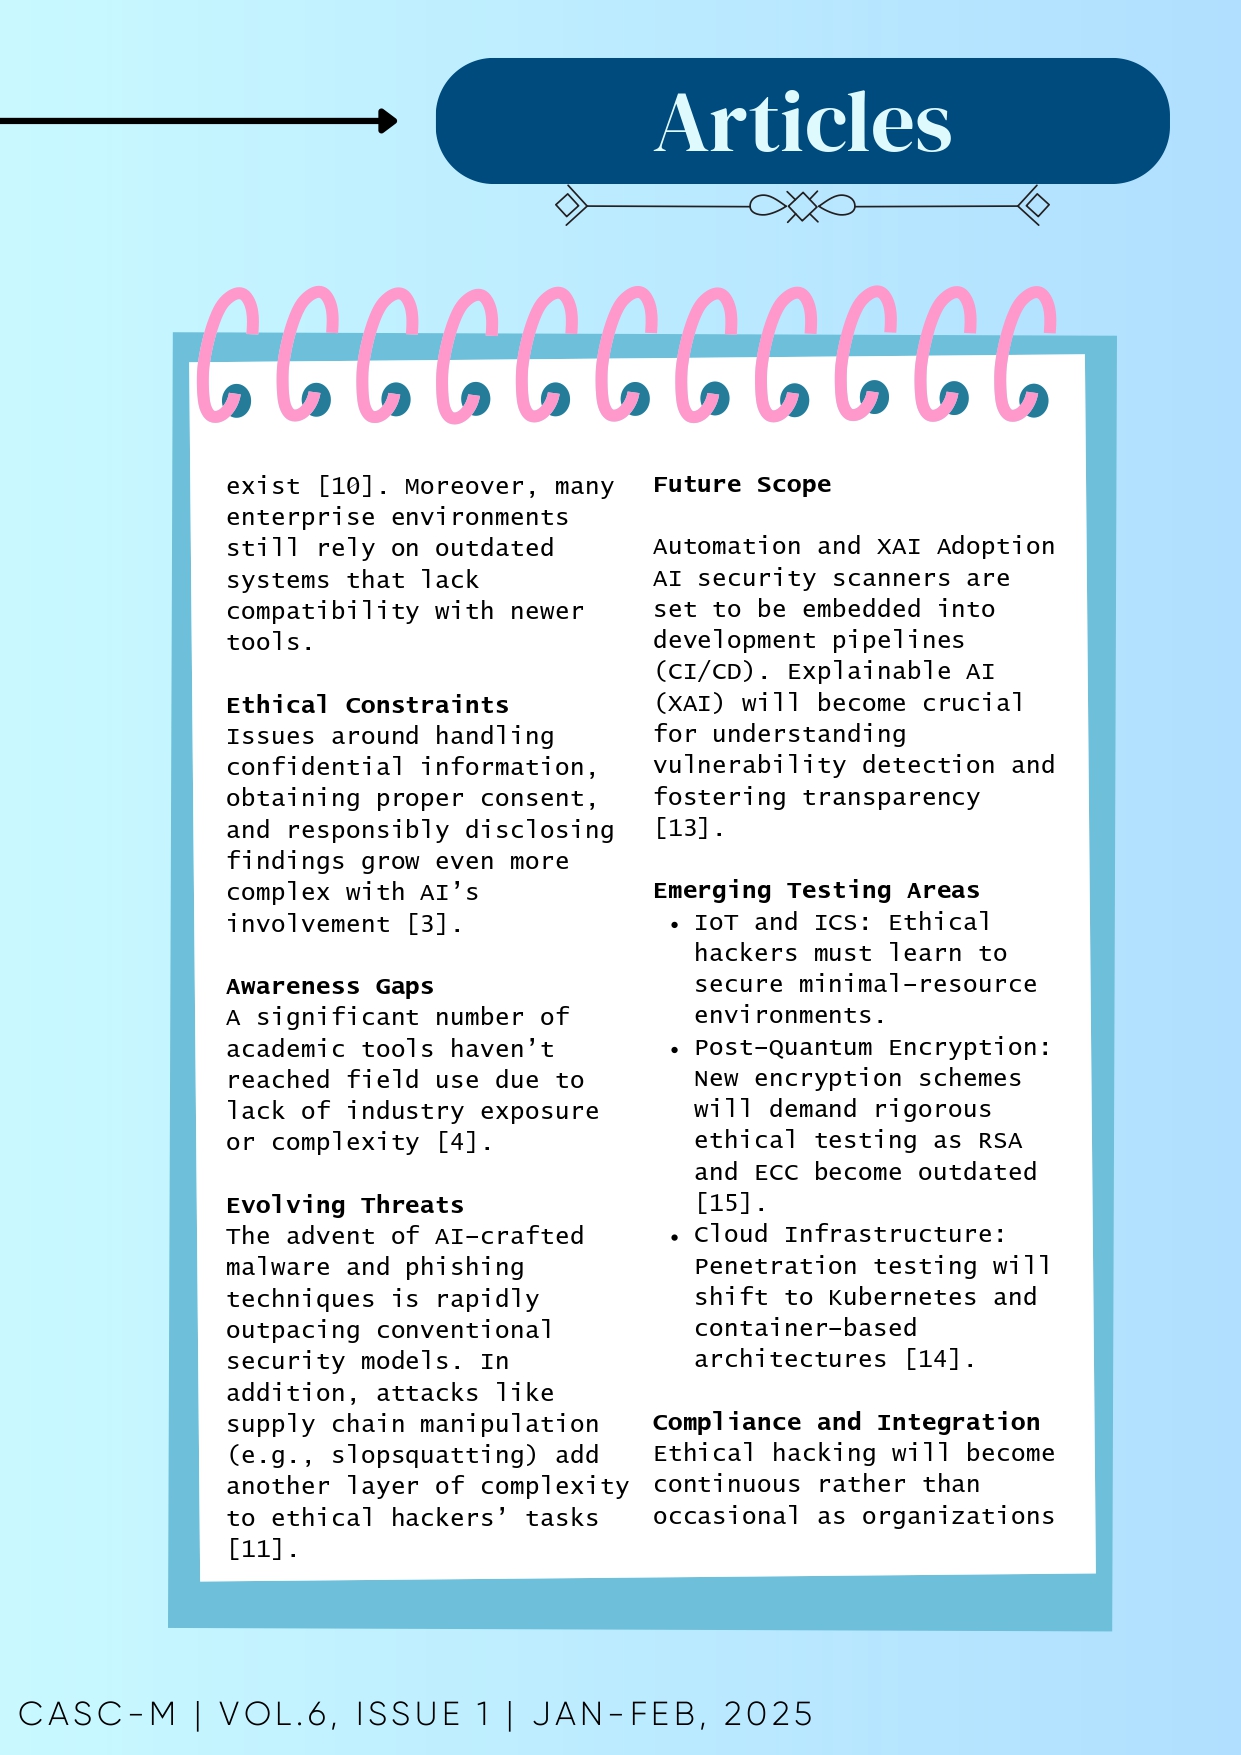 Articles
exist [10]. Moreover, many
enterprise environments
still rely on outdated
systems that lack
compatibility with newer
tools.
Ethical Constraints
Issues around handling
confidential information,
obtaining proper consent,
and responsibly disclosing
findings grow even more
complex with AI’s
involvement [3].
Awareness Gaps
A significant number of
academic tools haven’t
reached field use due to
lack of industry exposure
or complexity [4].
Evolving Threats
The advent of AI–crafted
malware and phishing
techniques is rapidly
outpacing conventional
security models. In
addition, attacks like
supply chain manipulation
(e.g., slopsquatting) add
another layer of complexity
to ethical hackers’ tasks
[11].
Future Scope
Automation and XAI Adoption
AI security scanners are
set to be embedded into
development pipelines
(CI/CD). Explainable AI
(XAI) will become crucial
for understanding
vulnerability detection and
fostering transparency
[13].
Emerging Testing Areas
• IoT and ICS: Ethical
hackers must learn to
secure minimal–resource
environments.
• Post–Quantum Encryption:
New encryption schemes
will demand rigorous
ethical testing as RSA
and ECC become outdated
[15].
• Cloud Infrastructure:
Penetration testing will
shift to Kubernetes and
container–based
architectures [14].
Compliance and Integration
Ethical hacking will become
continuous rather than
occasional as organizations
CASC-M | VOL.6, ISSUE 1 | JAN-FEB, 2025